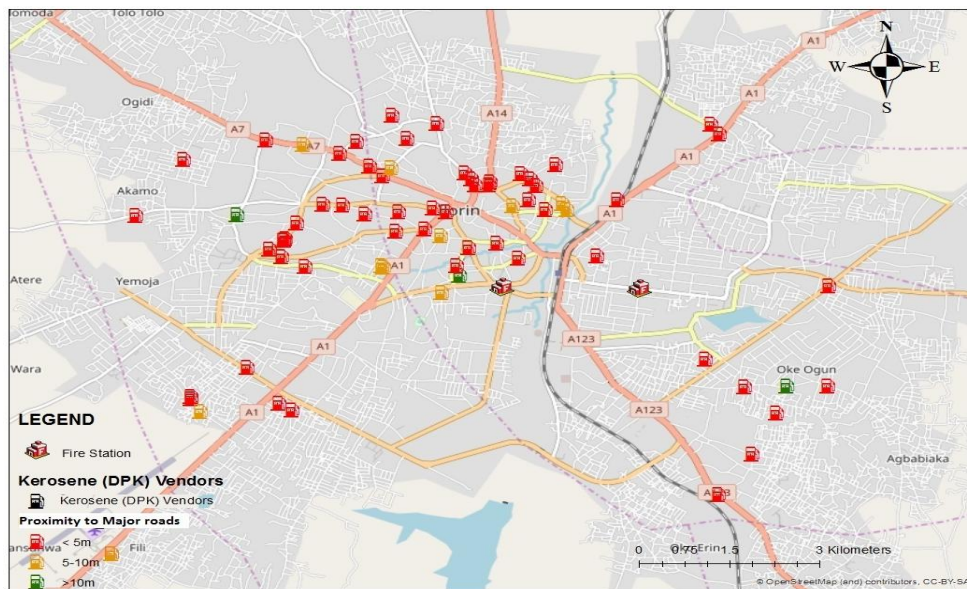 Tolo Tolo
N
W E
S
Ogidi
A7
A14
A1
A1
A7
A1
Akamo
A1
Atere
Yemoja
A1
A123
A1
Wara
Oke Ogun
A1
A123
Agbabiaka
LEGEND
Fire Station
Kerosene (DPK) Vendors
Kerosene (DPK) Vendors
Proximity to Major roads
< 5m
5-10m
>10m
Fili
0 0.75 1.5 3 Kilometers
© OpenStreetMap (and) contributors, CC-BY-SA